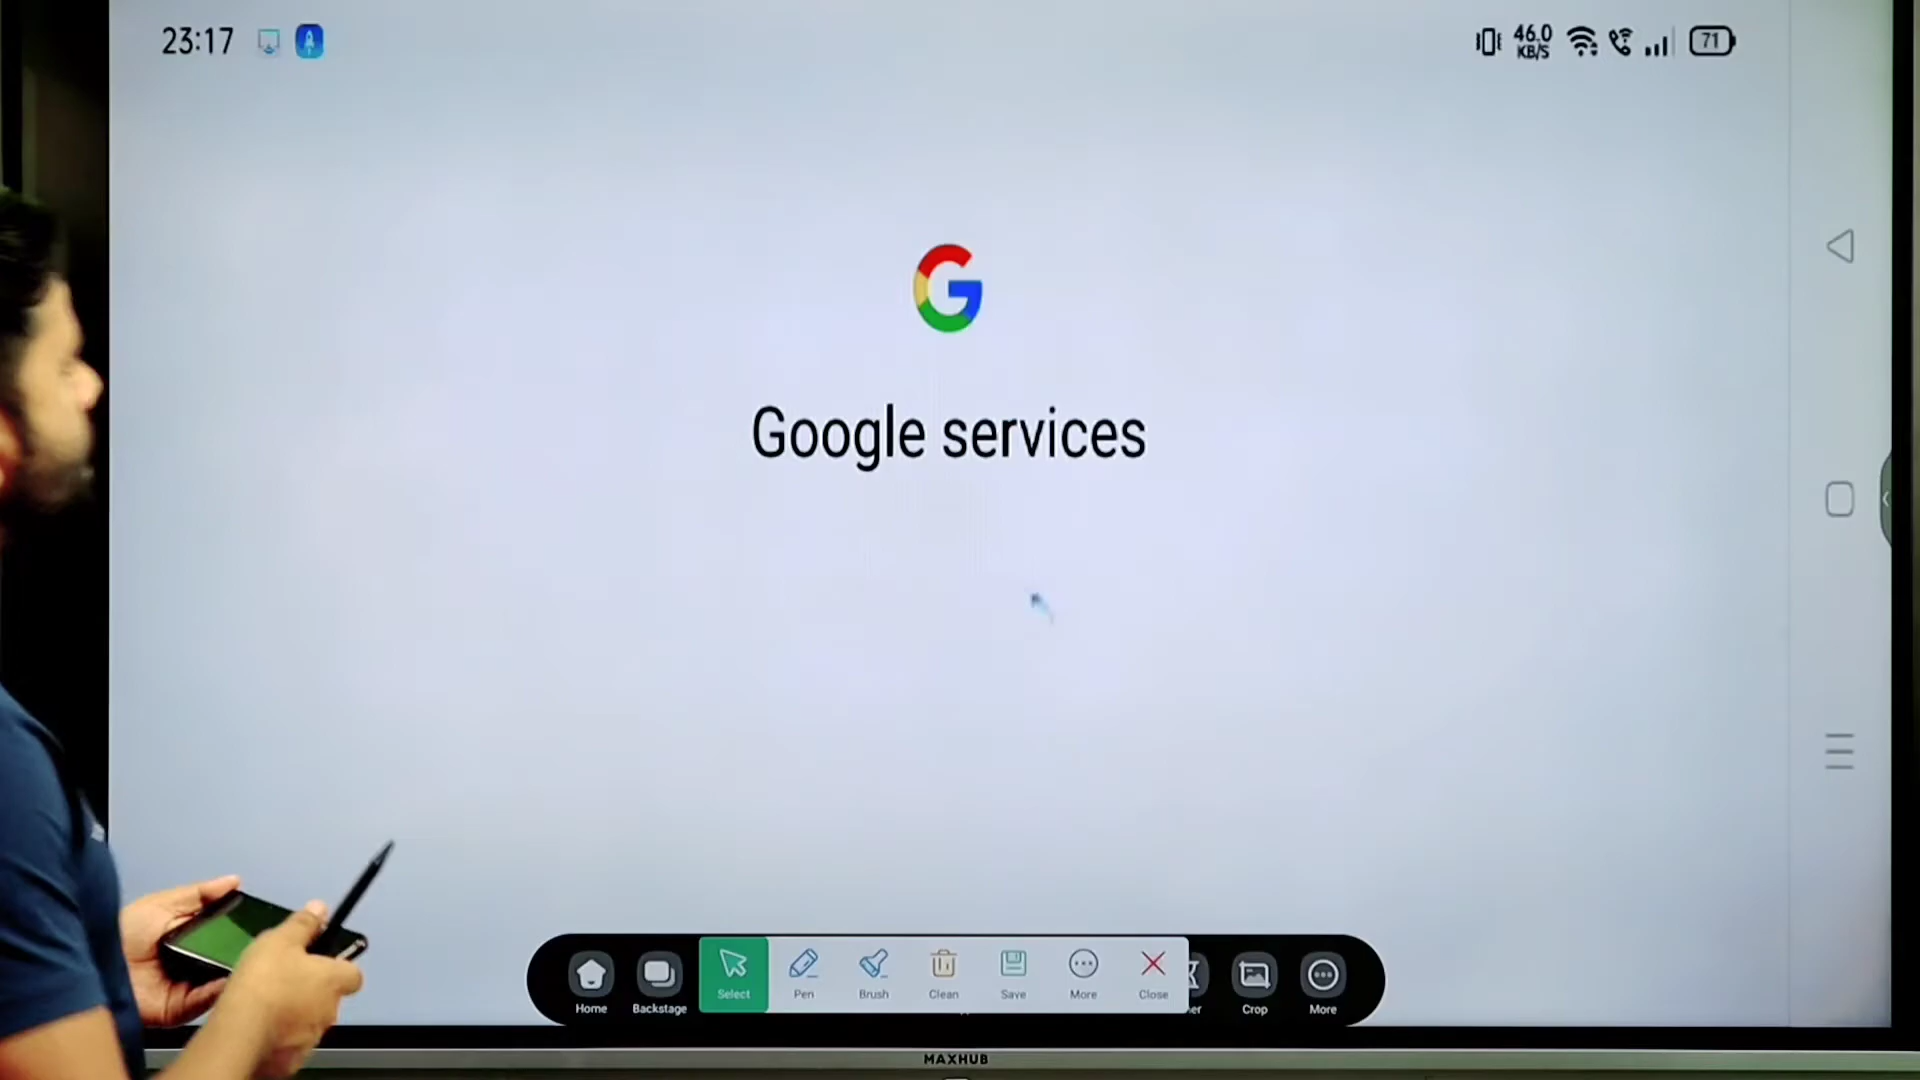 23:17
46.0
KB/S
71
Google services
Select
Pen
Brush
Clean
Save
More
Close
Home
Backstage
er
Crop
More
MAXHUB